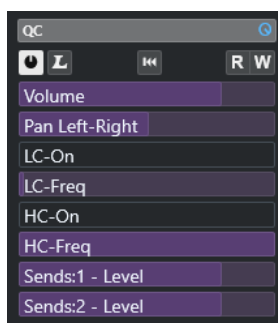 QC
L R W
Volume
Pan Left-Right
LC-On
LC-Freq
HC-On
HC-Freq
Sends:1 - Level
Sends:2 - Level